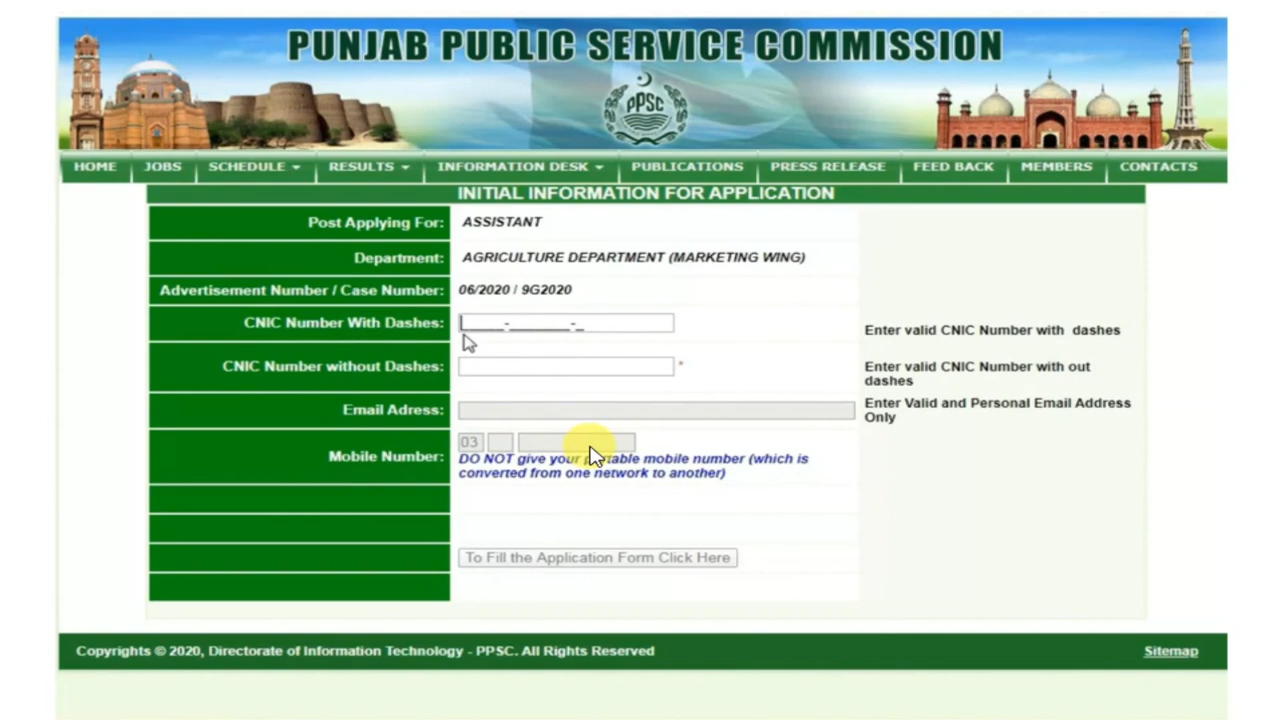 PUNJAB PUBLIC SERVICE COMMISSION
PPSC
HOME JOBS SCHEDULE RESULTS INFORMATION DESK PUBLICATIONS PRESS RELEASE FEED BACK MEMBERS CONTACTS
INITIAL INFORMATION FOR APPLICATION
Post Applying For: ASSISTANT
Department: AGRICULTURE DEPARTMENT (MARKETING WING)
Advertisement Number / Case Number: 06/2020 / 9G2020
CNIC Number With Dashes: _____-_______-_ Enter valid CNIC Number with dashes
CNIC Number without Dashes: * Enter valid CNIC Number with out
dashes
Email Adress: Enter Valid and Personal Email Address
Only
Mobile Number: 03
DO NOT give your portable mobile number (which is
converted from one network to another)
To Fill the Application Form Click Here
Copyrights © 2020, Directorate of Information Technology - PPSC. All Rights Reserved Sitemap